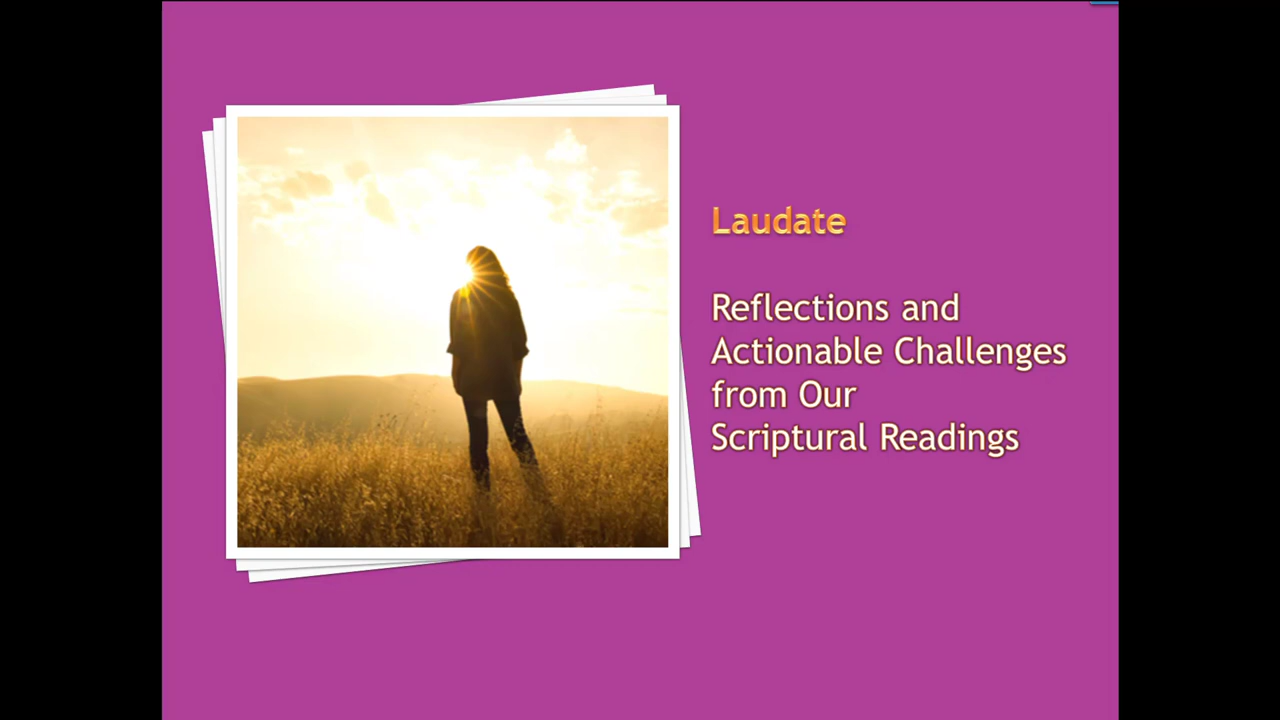 Laudate
Reflections and
Actionable Challenges
from Our
Scriptural Readings